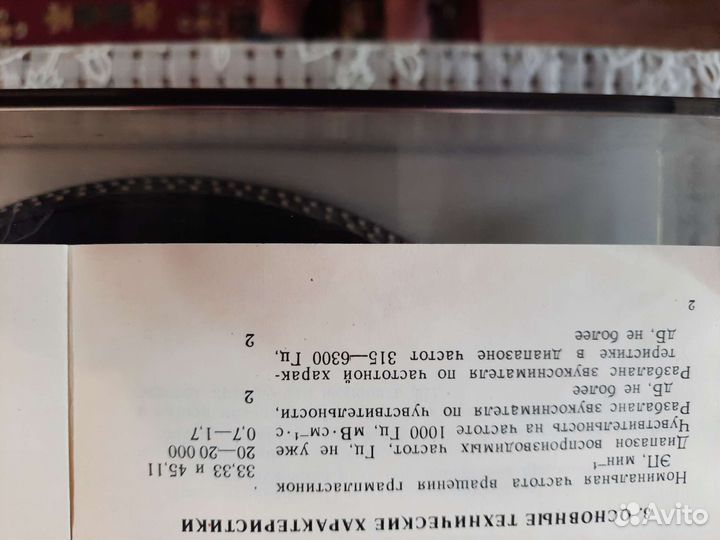 3. ОСНОВНЫЕ ТЕХНИЧЕСКИЕ ХАРАКТЕРИСТИКИ
Номинальная частота вращения грампластинок
ЭП, мин⁻¹ 33,33 и 45,11
Диапазон воспроизводимых частот, Гц, не уже 20—20 000
Чувствительность на частоте 1000 Гц, мВ·см⁻¹·с 0,7—1,7
Разбаланс звукоснимателя по чувствительности,
дБ, не более 2
Разбаланс звукоснимателя по частотной харак-
теристике в диапазоне частот 315—6300 Гц,
дБ, не более 2
2
Avito